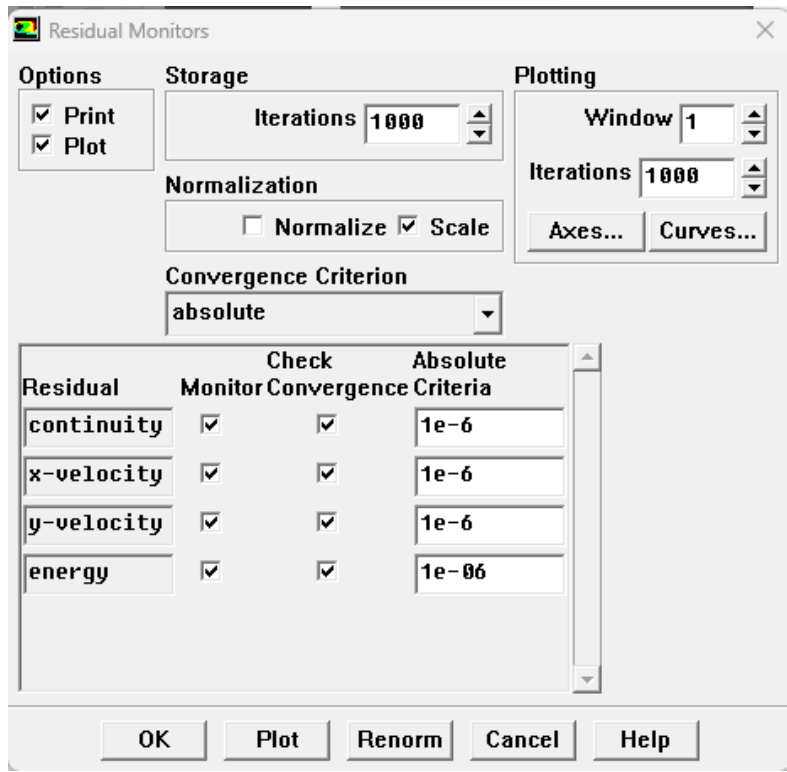 Residual Monitors
Options
Print
Plot
Storage
Iterations 1000
Normalization
Normalize Scale
Convergence Criterion
absolute
Plotting
Window 1
Iterations 1000
Axes... Curves...
Residual Monitor Check Convergence Absolute Criteria
continuity 1e-6
x-velocity 1e-6
y-velocity 1e-6
energy 1e-06
OK Plot Renorm Cancel Help